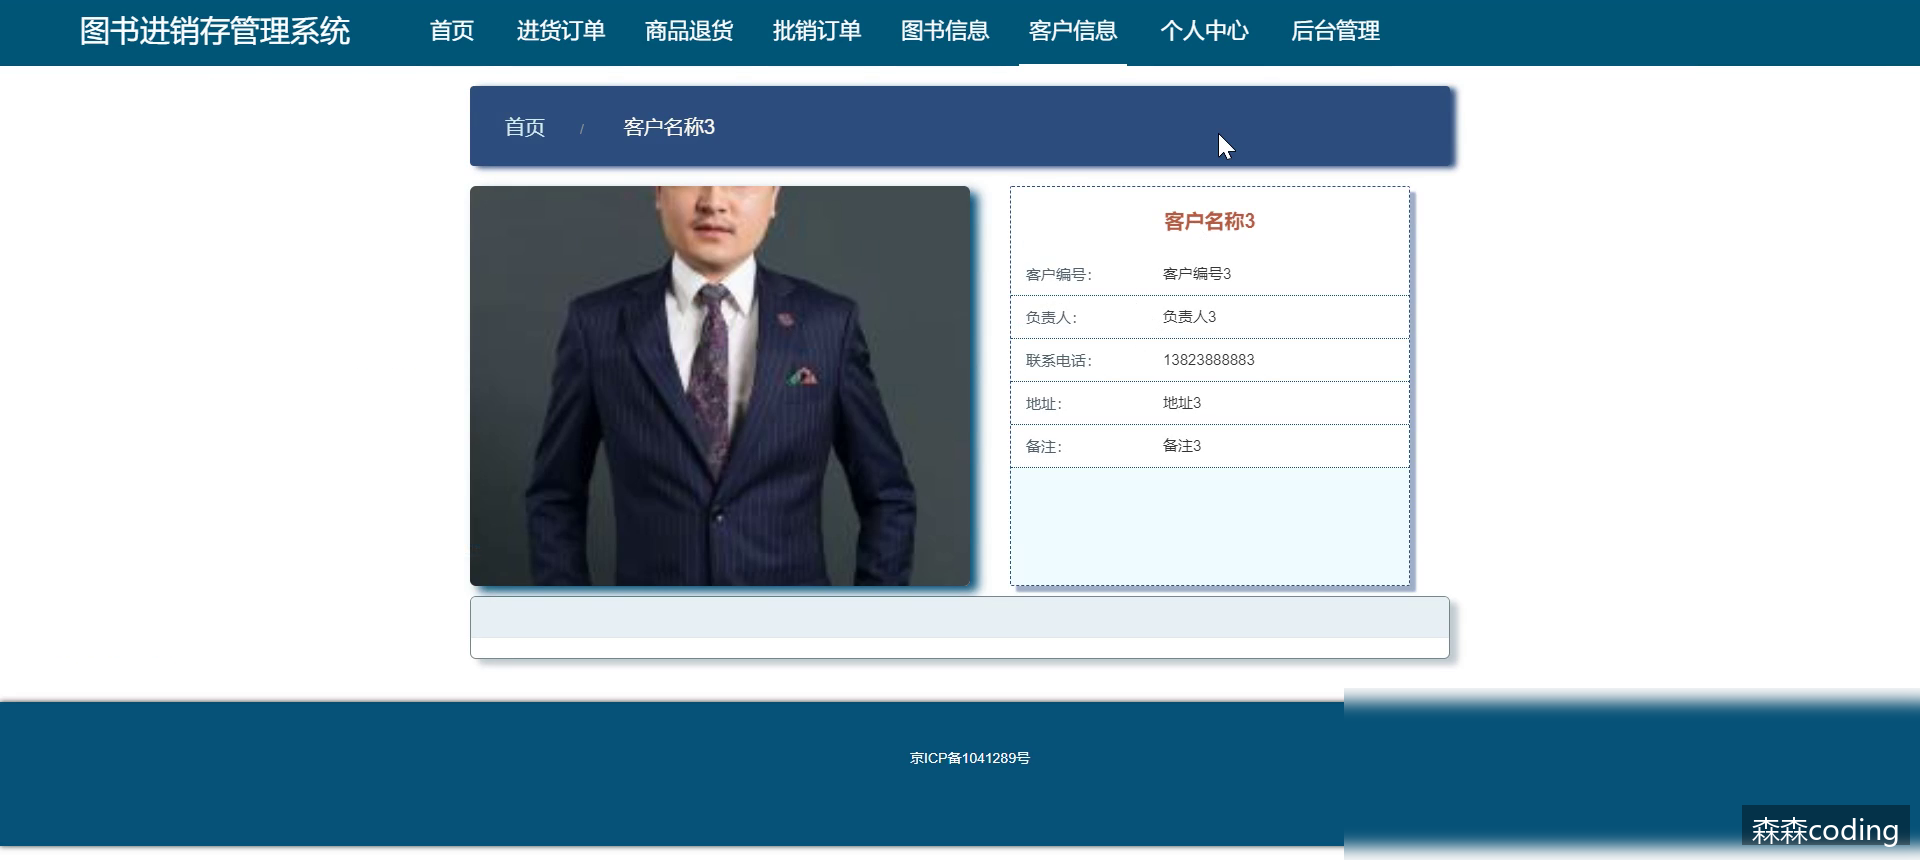 图书进销存管理系统 首页 进货订单 商品退货 批销订单 图书信息 客户信息 个人中心 后台管理
首页 / 客户名称3
客户名称3
客户编号： 客户编号3
负责人： 负责人3
联系电话： 13823888883
地址： 地址3
备注： 备注3
京ICP备1041289号
森森coding